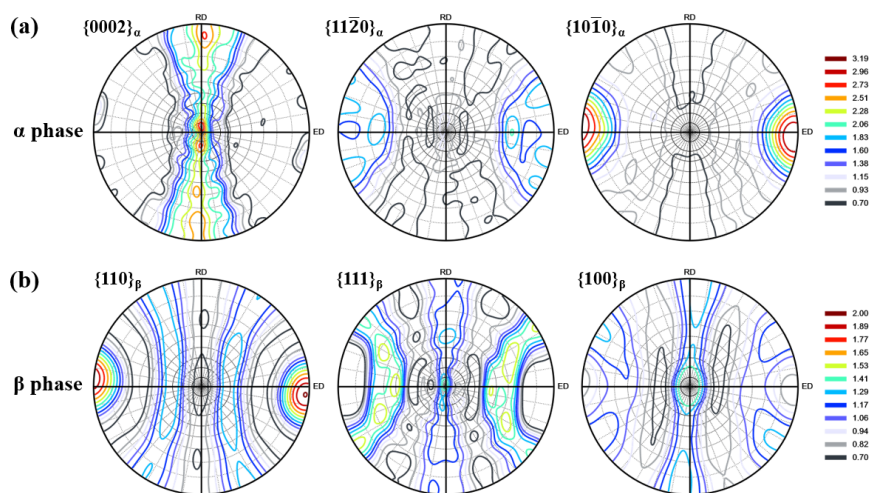 (a)
{0002}α
RD
ED
{112̅0}α
RD
ED
{101̅0}α
RD
ED
α phase
3.19
2.96
2.73
2.51
2.28
2.06
1.83
1.60
1.38
1.15
0.93
0.70
(b)
{110}β
RD
ED
{111}β
RD
ED
{100}β
RD
ED
β phase
2.00
1.89
1.77
1.65
1.53
1.41
1.29
1.17
1.06
0.94
0.82
0.70